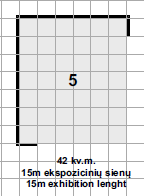 5
42 kv.m.
15m ekspozicinių sienų
15m exhibition lenght